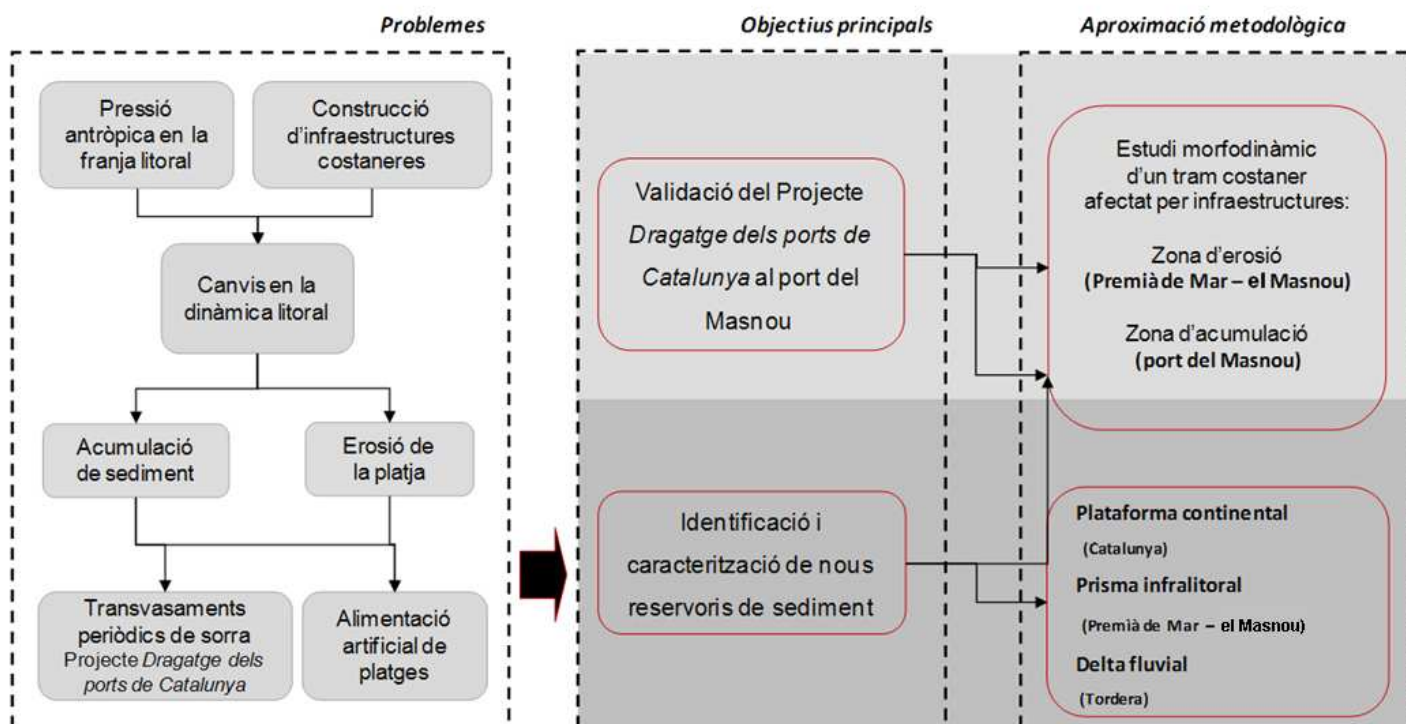 Problemes
Objectius principals
Aproximació metodològica
Pressió
antròpica en la
franja litoral
Construcció
d'infraestructures
costaneres
Canvis en la
dinàmica litoral
Acumulació
de sediment
Erosió de
la platja
Transvasaments
periòdics de sorra
Projecte Dragatge dels
ports de Catalunya
Alimentació
artificial de
platges
Validació del Projecte
Dragatge dels ports de
Catalunya al port del
Masnou
Identificació i
caracterització de nous
reservoris de sediment
Estudi morfodinàmic
d'un tram costaner
afectat per infraestructures:
Zona d'erosió
(Premià de Mar – el Masnou)
Zona d'acumulació
(port del Masnou)
Plataforma continental
(Catalunya)
Prisma infralitoral
(Premià de Mar – el Masnou)
Delta fluvial
(Tordera)